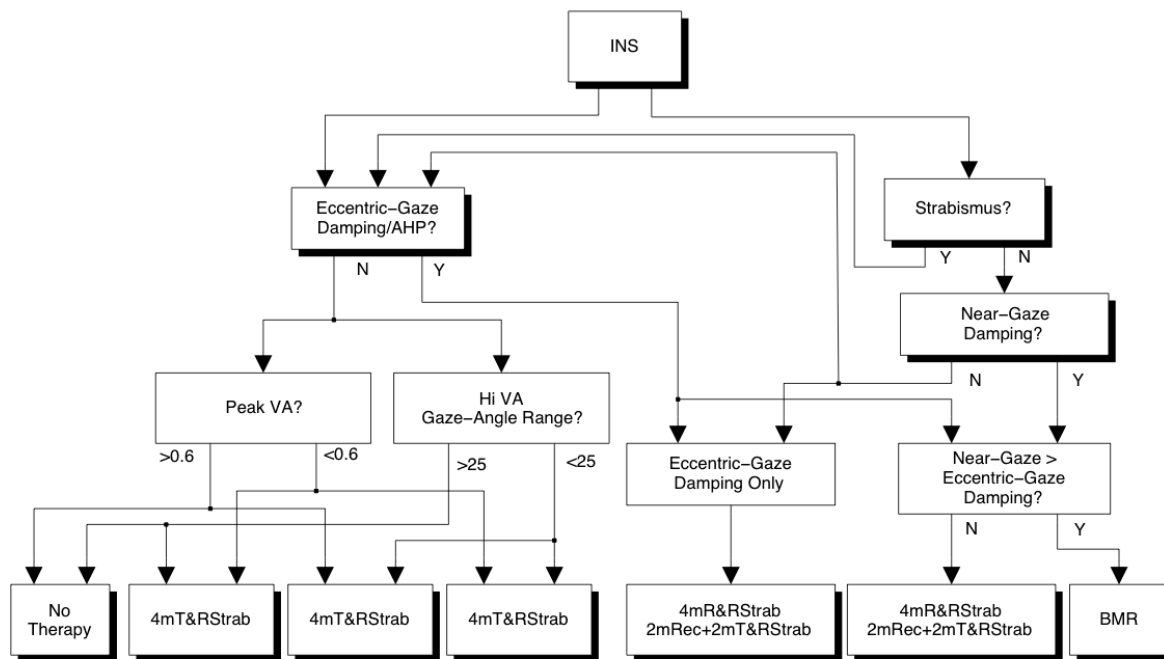 INS
Eccentric–Gaze
Damping/AHP?
Strabismus?
N
Y
Y
N
Near–Gaze
Damping?
Peak VA?
Hi VA
Gaze–Angle Range?
N
Y
>0.6
<0.6
>25
<25
Eccentric–Gaze
Damping Only
Near–Gaze >
Eccentric–Gaze
Damping?
N
Y
No
Therapy
4mT&RStrab
4mT&RStrab
4mT&RStrab
4mR&RStrab
2mRec+2mT&RStrab
4mR&RStrab
2mRec+2mT&RStrab
BMR